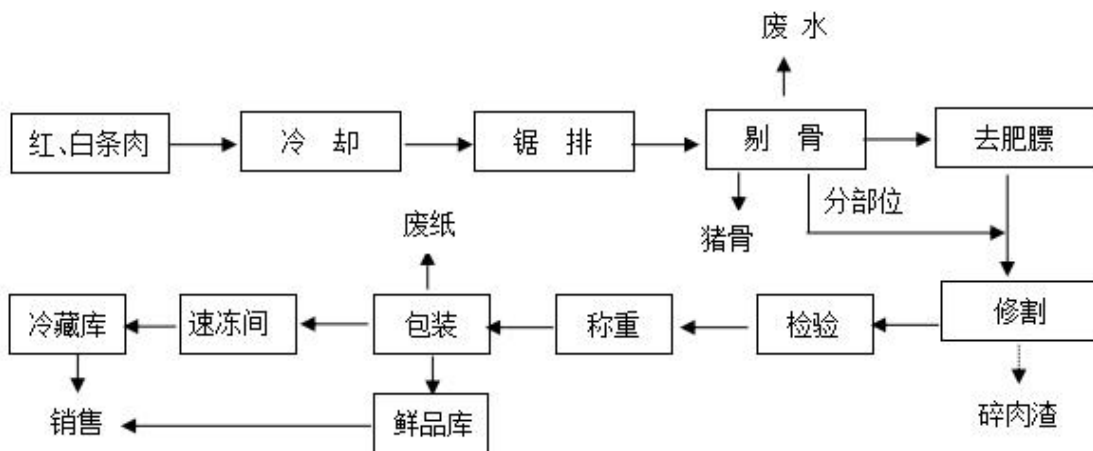 废 水
红、白条肉
冷 却
锯 排
剔 骨
去肥膘
分部位
猪骨
废纸
冷藏库
速冻间
包装
称重
检验
修割
销售
鲜品库
碎肉渣